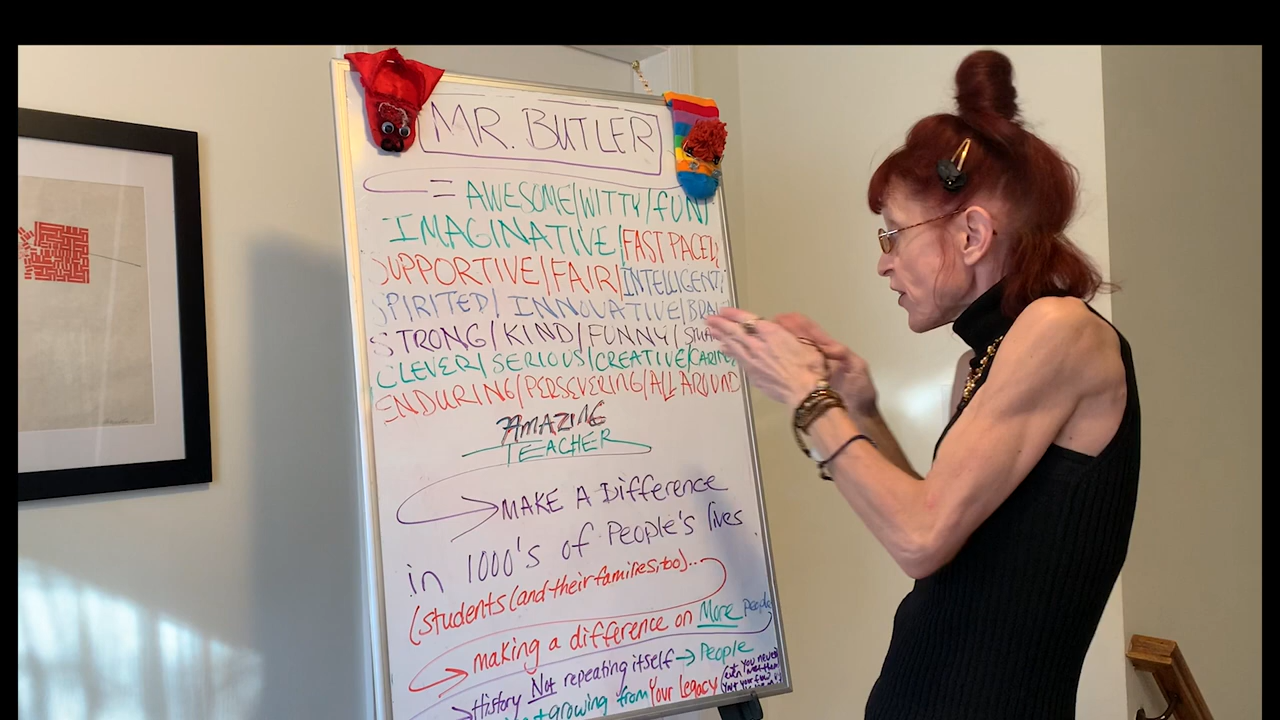 MR. BUTLER
= AWESOME/WITTY/FUN/
IMAGINATIVE/FAST PACED/
SUPPORTIVE/FAIR/INTELLIGENT/
SPIRITED/INNOVATIVE/
STRONG/KIND/FUNNY/
CLEVER/SERIOUS/CREATIVE/CARING
ENDURING/PERSEVERING/ALL AROUND
AMAZING
TEACHER
MAKE A DiffereNce
in 1000's of People's lives
(students (and their families, too)...
making a difference on More people
History Not repeating itself → People
growing from Your legacy